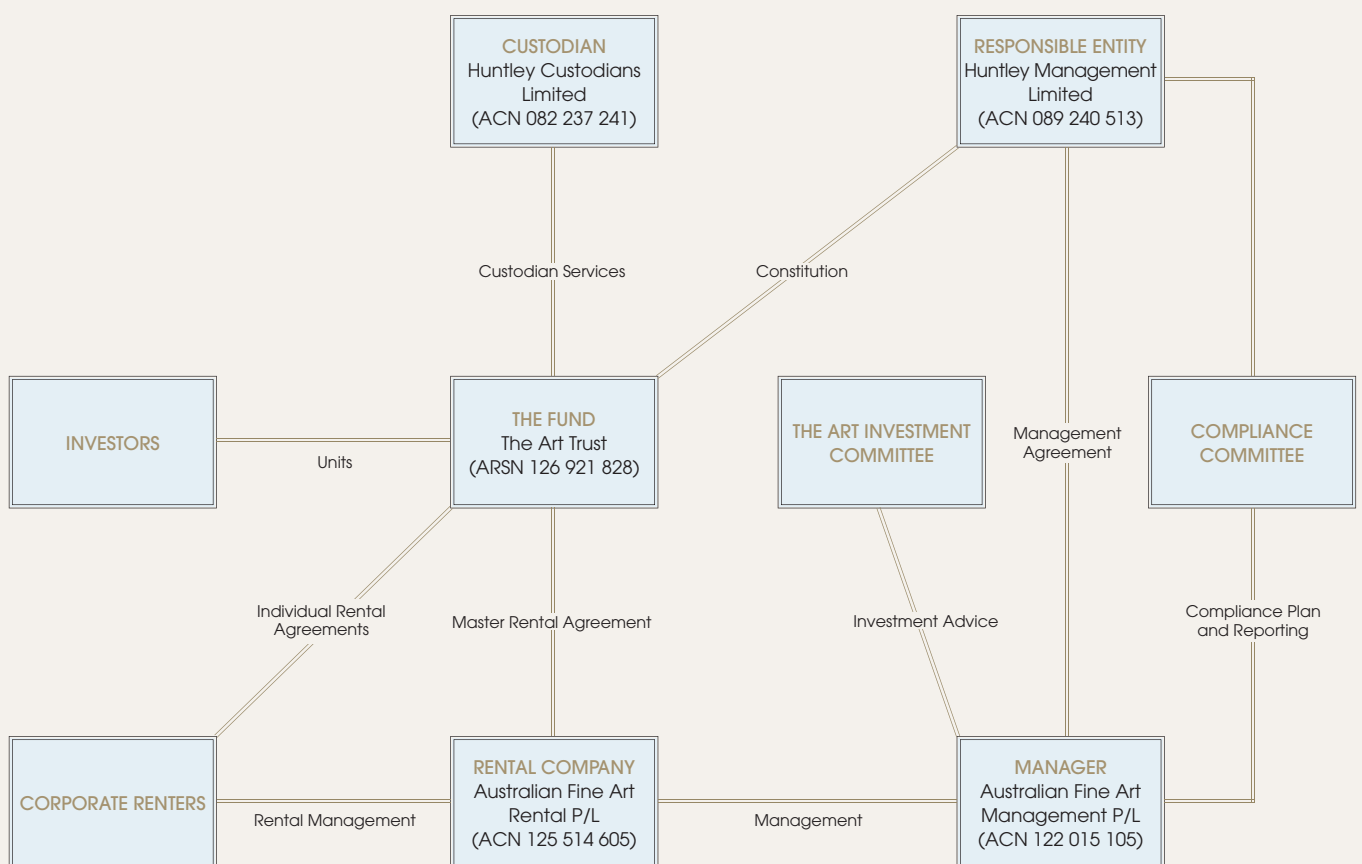 CUSTODIAN
Huntley Custodians
Limited
(ACN 082 237 241)
RESPONSIBLE ENTITY
Huntley Management
Limited
(ACN 089 240 513)
Custodian Services
Constitution
INVESTORS
Units
THE FUND
The Art Trust
(ARSN 126 921 828)
THE ART INVESTMENT
COMMITTEE
Management
Agreement
COMPLIANCE
COMMITTEE
Individual Rental
Agreements
Master Rental Agreement
Investment Advice
Compliance Plan
and Reporting
CORPORATE RENTERS
Rental Management
RENTAL COMPANY
Australian Fine Art
Rental P/L
(ACN 125 514 605)
Management
MANAGER
Australian Fine Art
Management P/L
(ACN 122 015 105)